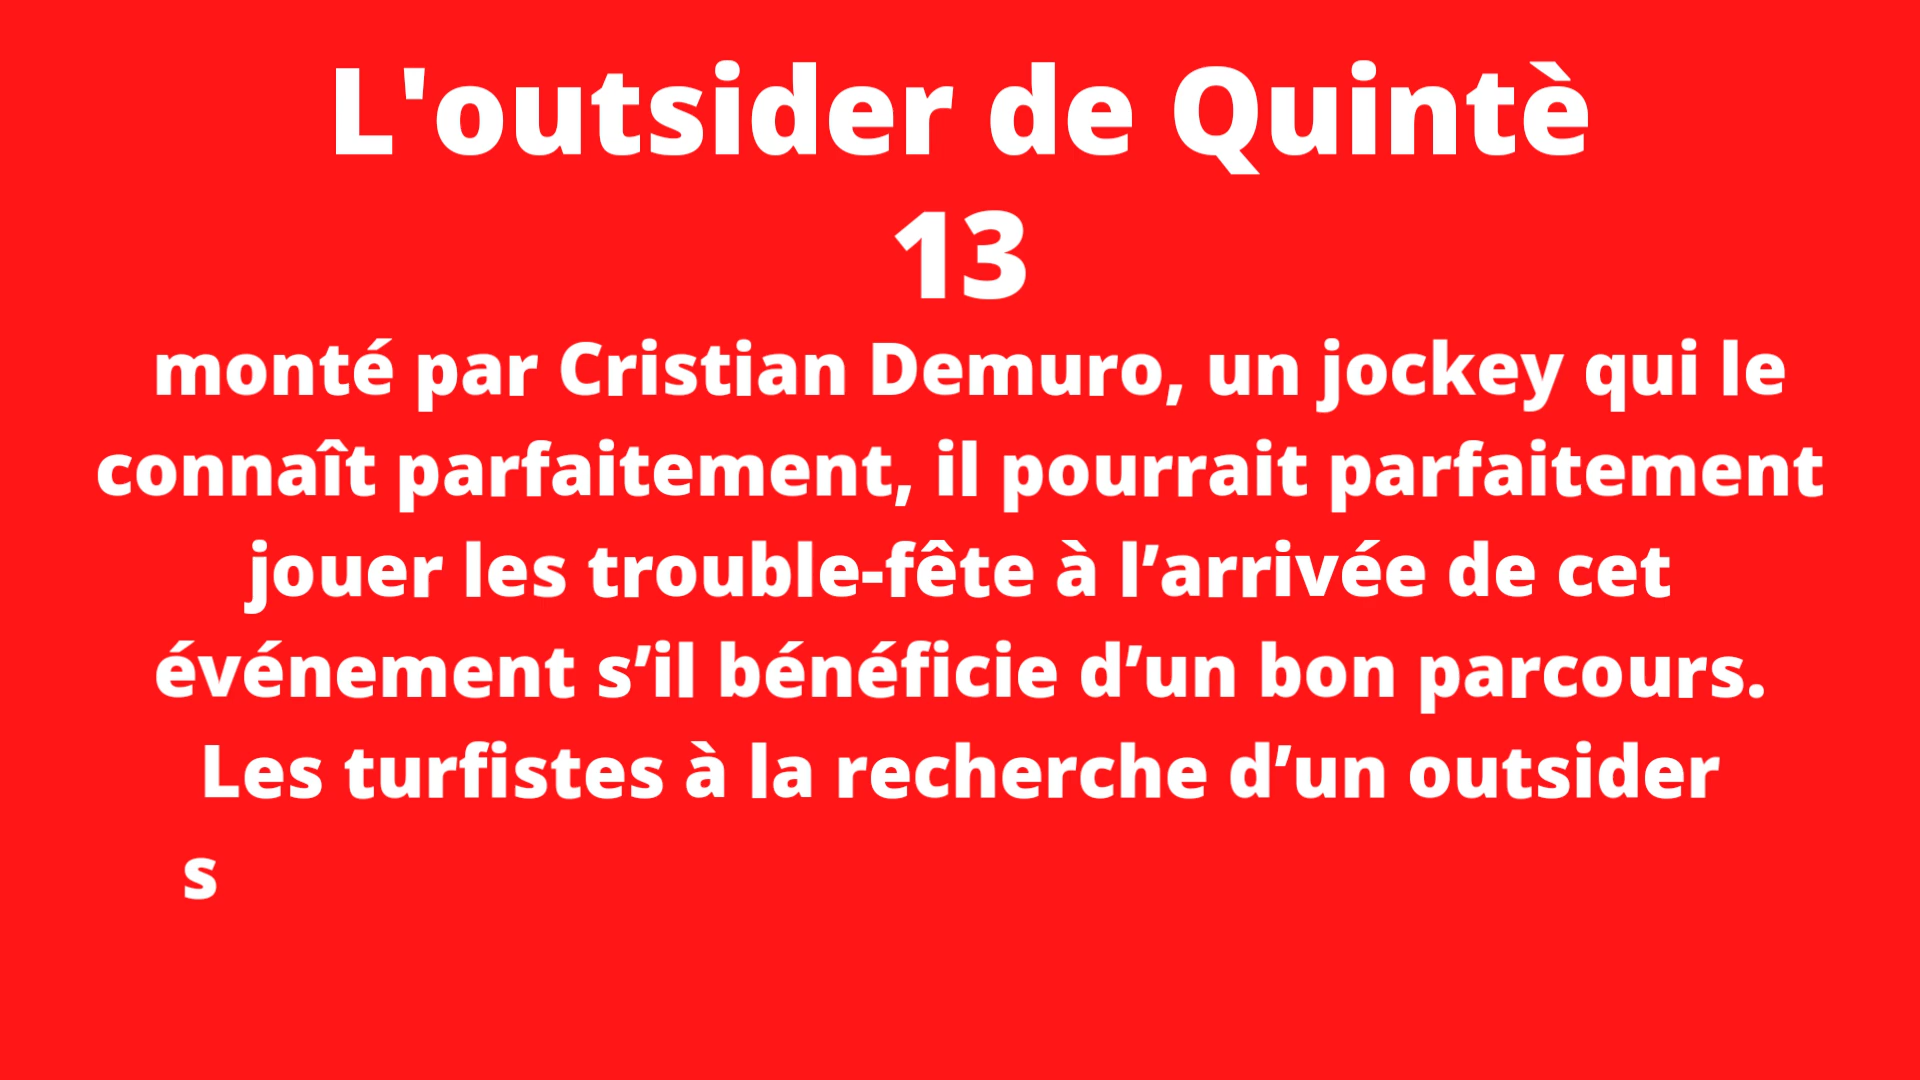 L'outsider de Quintè
13
monté par Cristian Demuro, un jockey qui le
connaît parfaitement, il pourrait parfaitement
jouer les trouble-fête à l’arrivée de cet
événement s’il bénéficie d’un bon parcours.
Les turfistes à la recherche d’un outsider
s